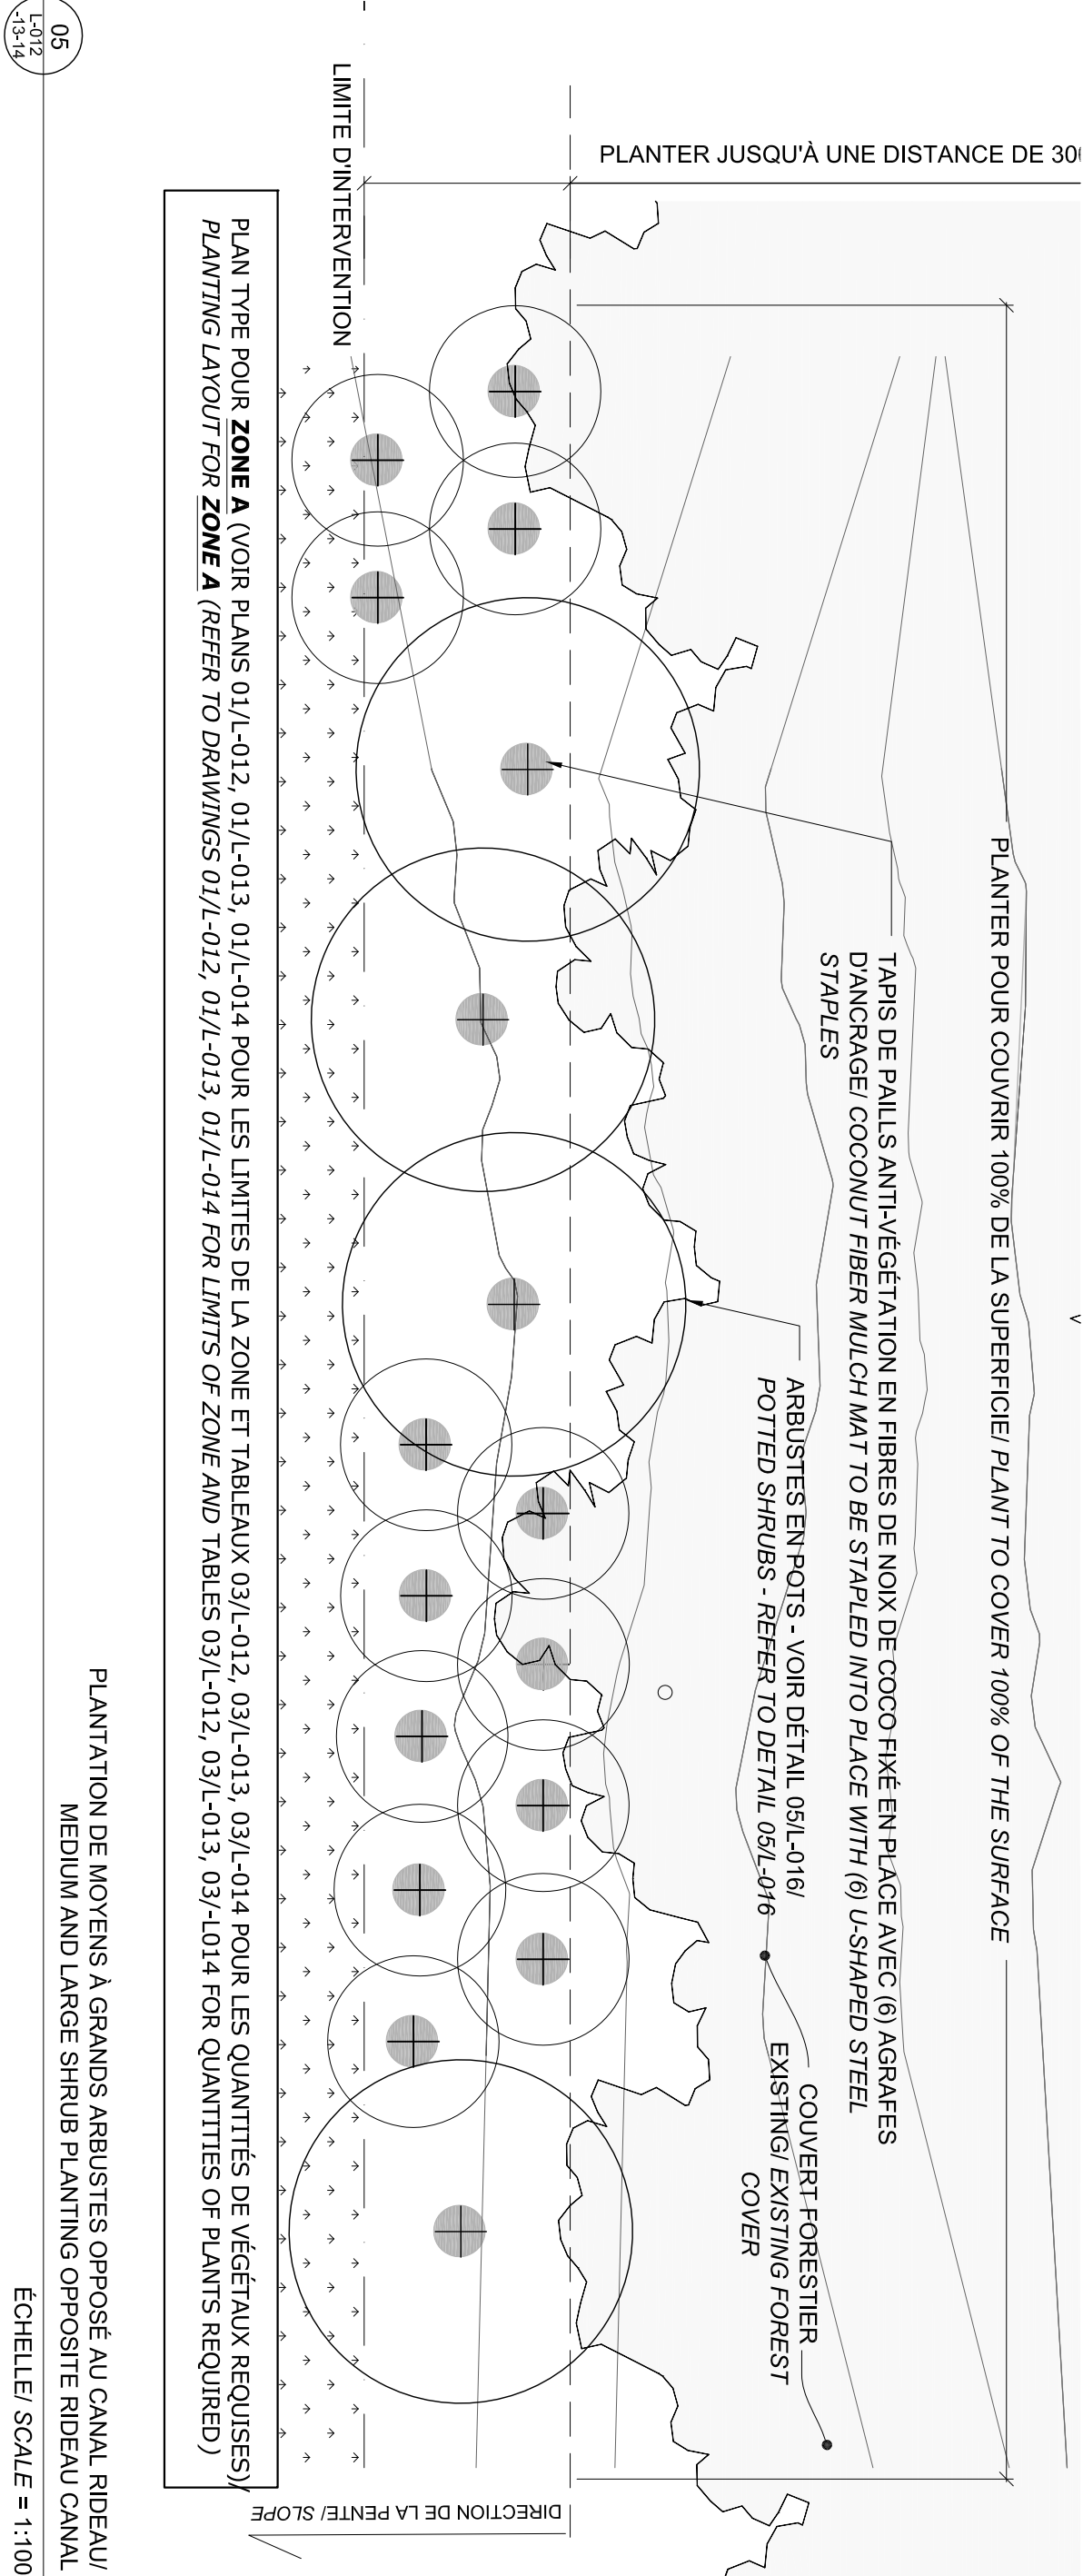 PLANTER JUSQU'À UNE DISTANCE DE
PLANTER POUR COUVRIR 100% DE LA SUPERFICIE/ PLANT TO COVER 100% OF THE SURFACE
TAPIS DE PAILLS ANTI-VÉGÉTATION EN FIBRES DE NOIX DE COCO FIXÉ EN PLACE AVEC (6) AGRAFES
D'ANCRAGE/ COCONUT FIBER MULCH MAT TO BE STAPLED INTO PLACE WITH (6) U-SHAPED STEEL
STAPLES
ARBUSTES EN POTS - VOIR DÉTAIL 05/L-016/
POTTED SHRUBS - REFER TO DETAIL 05/L-016
COUVERT FORESTIER
EXISTING/ EXISTING FOREST
COVER
LIMITE D'INTERVENTION
DIRECTION DE LA PENTE/ SLOPE
PLAN TYPE POUR ZONE A (VOIR PLANS 01/L-012, 01/L-013, 01/L-014 POUR LES LIMITES DE LA ZONE ET TABLEAUX 03/L-012, 03/L-013, 03/L-014 POUR LES QUANTITÉS DE VÉGÉTAUX REQUISES)/
PLANTING LAYOUT FOR ZONE A (REFER TO DRAWINGS 01/L-012, 01/L-013, 01/L-014 FOR LIMITS OF ZONE AND TABLES 03/L-012, 03/L-013, 03/-L014 FOR QUANTITIES OF PLANTS REQUIRED)
PLANTATION DE MOYENS À GRANDS ARBUSTES OPPOSÉ AU CANAL RIDEAU/
MEDIUM AND LARGE SHRUB PLANTING OPPOSITE RIDEAU CANAL
05
L-012
-13-14
ÉCHELLE/ SCALE = 1:100